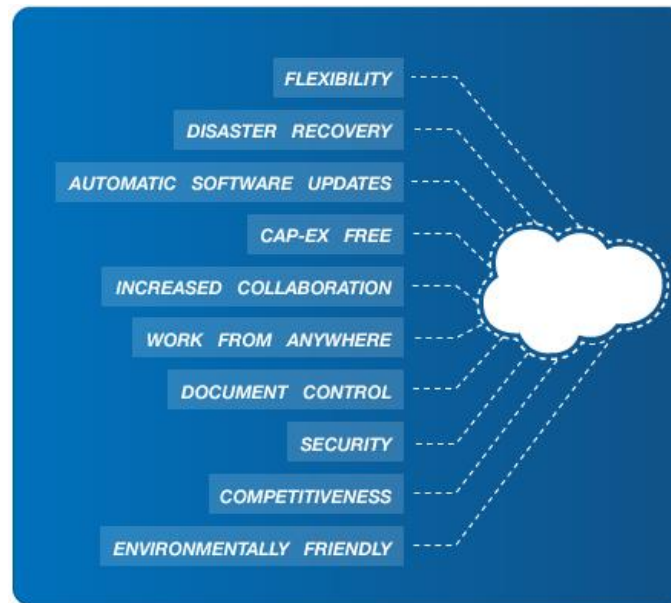 FLEXIBILITY
DISASTER RECOVERY
AUTOMATIC SOFTWARE UPDATES
CAP-EX FREE
INCREASED COLLABORATION
WORK FROM ANYWHERE
DOCUMENT CONTROL
SECURITY
COMPETITIVENESS
ENVIRONMENTALLY FRIENDLY